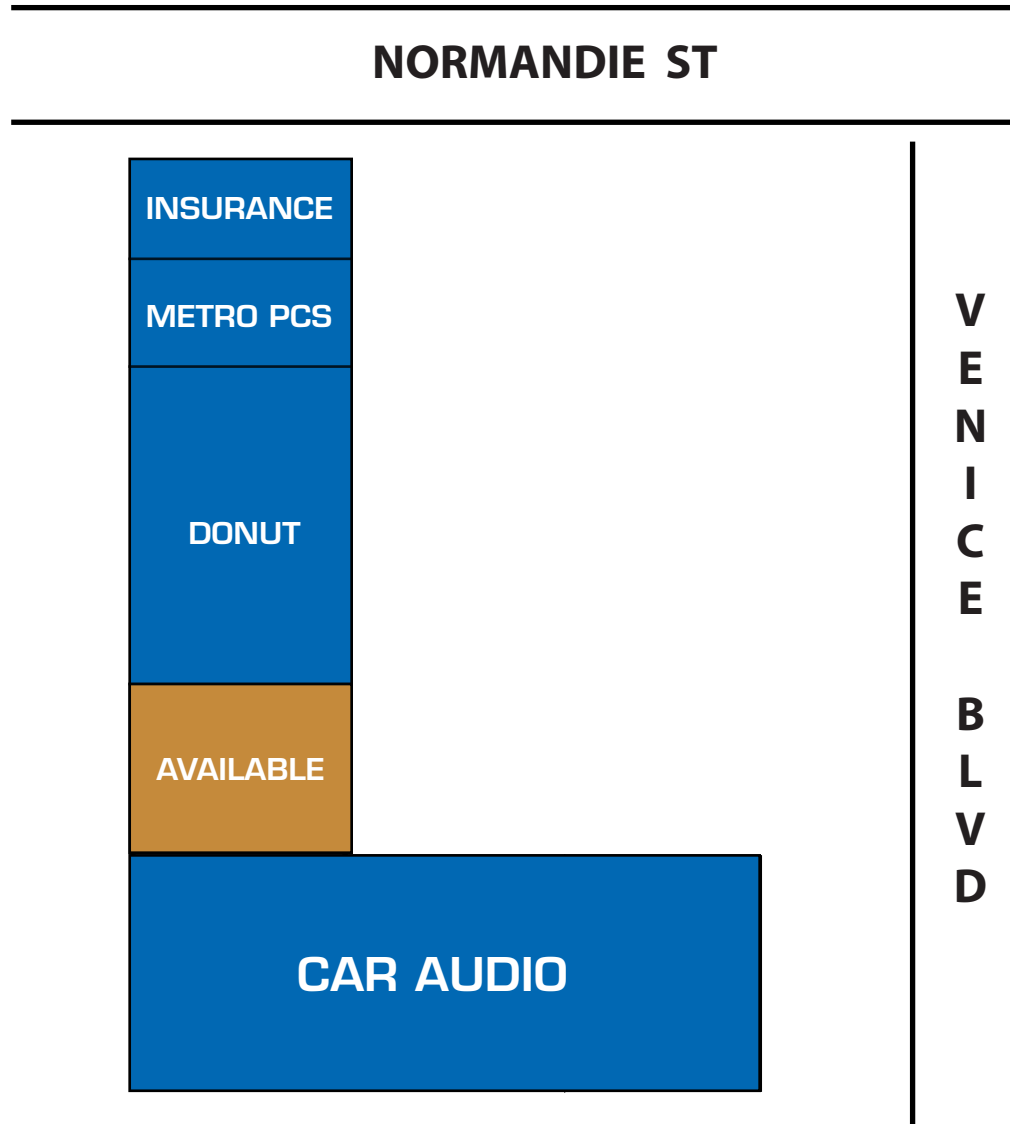 NORMANDIE ST
INSURANCE
METRO PCS
DONUT
AVAILABLE
CAR AUDIO
VENICE BLVD